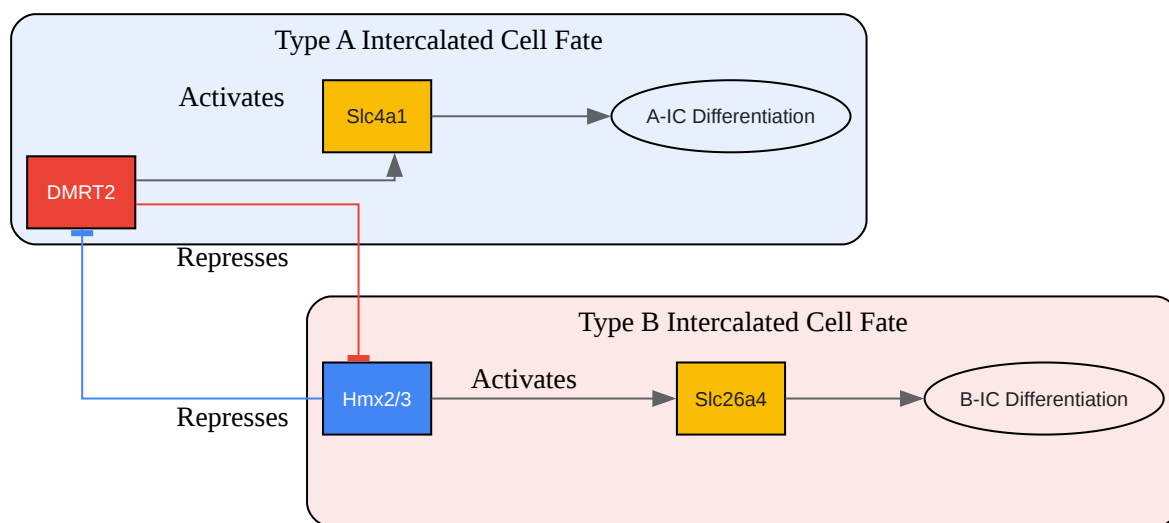 Type A Intercalated Cell Fate
Activates
Slc4a1
A-IC Differentiation
DMRT2
Represses
Type B Intercalated Cell Fate
Hmx2/3
Activates
Slc26a4
B-IC Differentiation
Represses